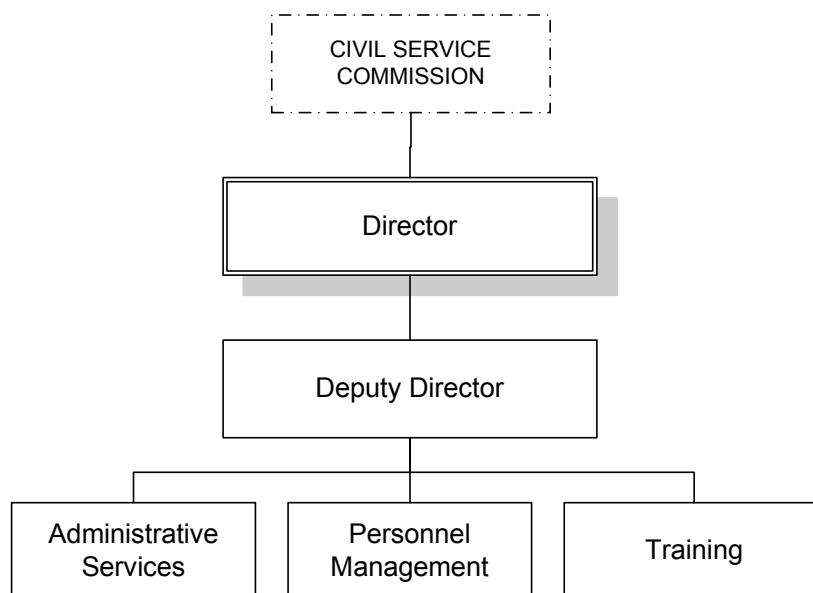 CIVIL SERVICE
COMMISSION
Director
Deputy Director
Administrative
Services
Personnel
Management
Training